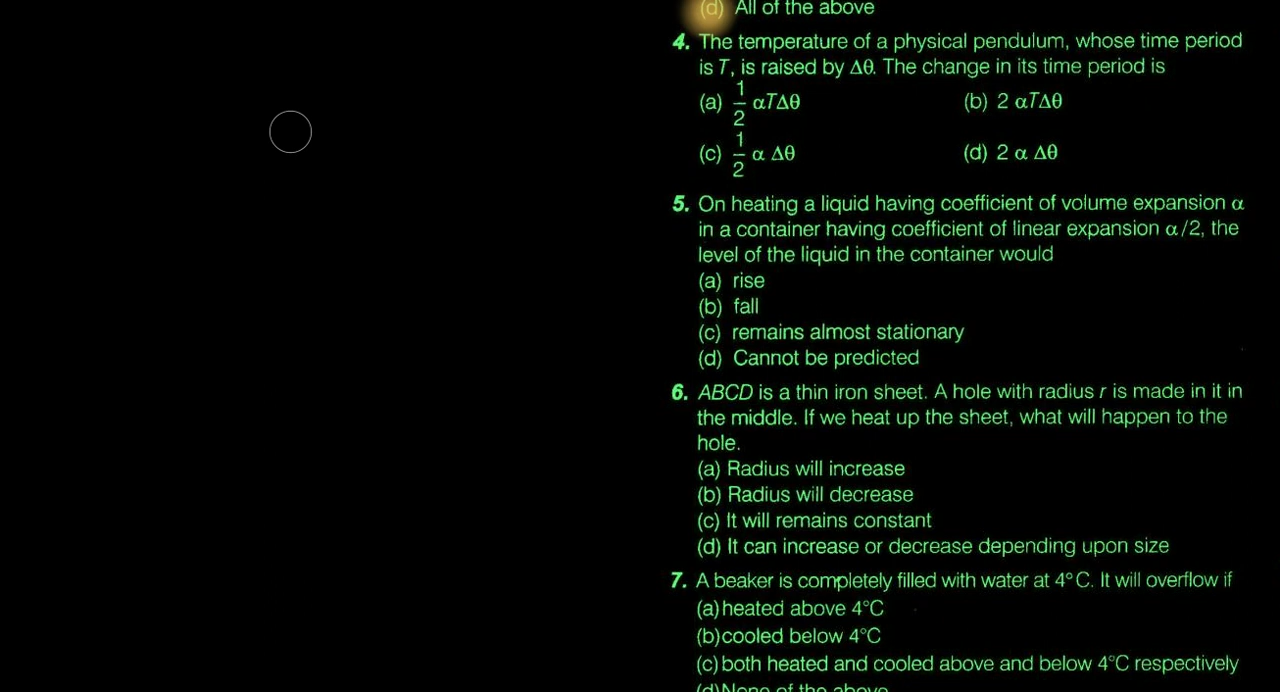 (d) All of the above
4. The temperature of a physical pendulum, whose time period
is T, is raised by Δθ. The change in its time period is
(a) 1/2 αTΔθ (b) 2 αTΔθ
(c) 1/2 α Δθ (d) 2 α Δθ
5. On heating a liquid having coefficient of volume expansion α
in a container having coefficient of linear expansion α/2, the
level of the liquid in the container would
(a) rise
(b) fall
(c) remains almost stationary
(d) Cannot be predicted
6. ABCD is a thin iron sheet. A hole with radius r is made in it in
the middle. If we heat up the sheet, what will happen to the
hole.
(a) Radius will increase
(b) Radius will decrease
(c) It will remains constant
(d) It can increase or decrease depending upon size
7. A beaker is completely filled with water at 4°C. It will overflow if
(a) heated above 4°C
(b) cooled below 4°C
(c) both heated and cooled above and below 4°C respectively
(d) None of the above